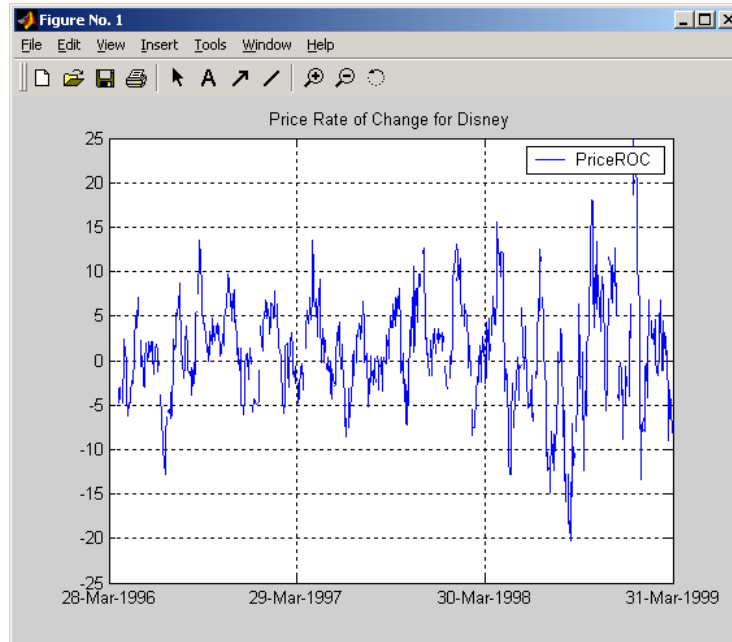 Figure No. 1
File Edit View Insert Tools Window Help
A
Price Rate of Change for Disney
PriceROC
25
20
15
10
5
0
-5
-10
-15
-20
-25
28-Mar-1996 29-Mar-1997 30-Mar-1998 31-Mar-1999